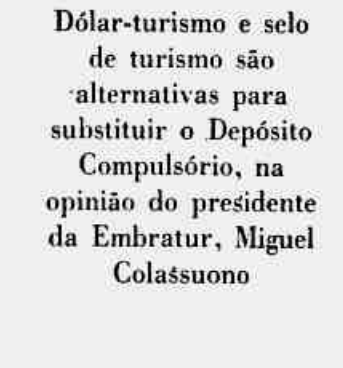 Dólar-turismo e selo
de turismo são
alternativas para
substituir o Depósito
Compulsório, na
opinião do presidente
da Embratur, Miguel
Colassuono